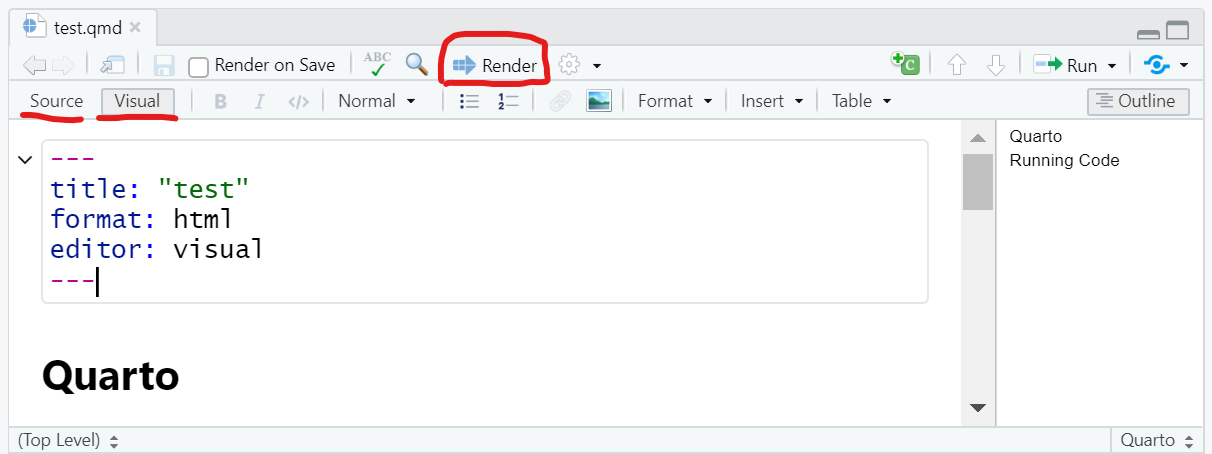 test.qmd
Render on Save ABC Render C Run
Source Visual B I </> Normal Format Insert Table Outline
---
title: "test"
format: html
editor: visual
---
Quarto
Quarto
Running Code
(Top Level) Quarto